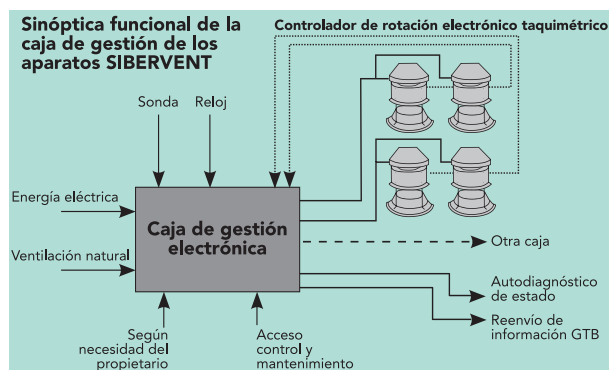 Sinóptica funcional de la
caja de gestión de los
aparatos SIBERVENT
Controlador de rotación electrónico taquimétrico
Sonda
Reloj
Energía eléctrica
Ventilación natural
Caja de gestión
electrónica
Otra caja
Autodiagnóstico
de estado
Reenvío de
información GTB
Según
necesidad del
propietario
Acceso
control y
mantenimiento